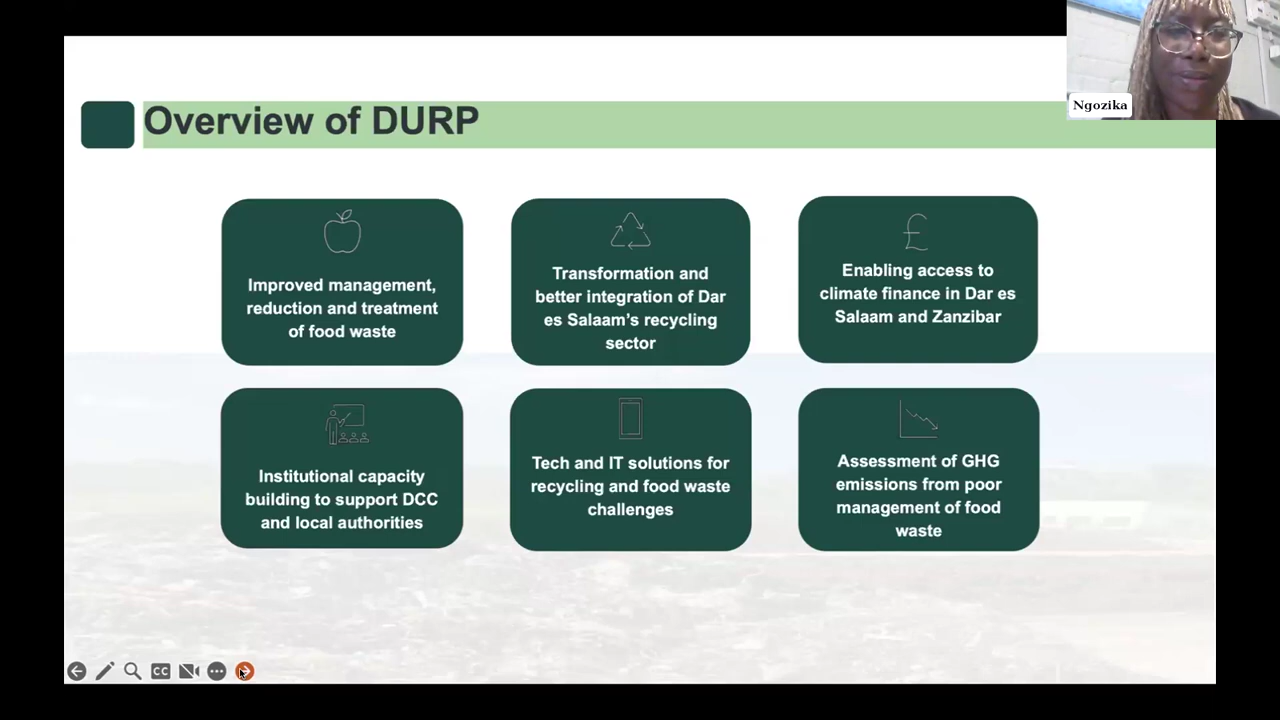 Overview of DURP
Ngozika
Improved management,
reduction and treatment
of food waste
Transformation and
better integration of Dar
es Salaam’s recycling
sector
£
Enabling access to
climate finance in Dar es
Salaam and Zanzibar
Institutional capacity
building to support DCC
and local authorities
Tech and IT solutions for
recycling and food waste
challenges
Assessment of GHG
emissions from poor
management of food
waste
CC